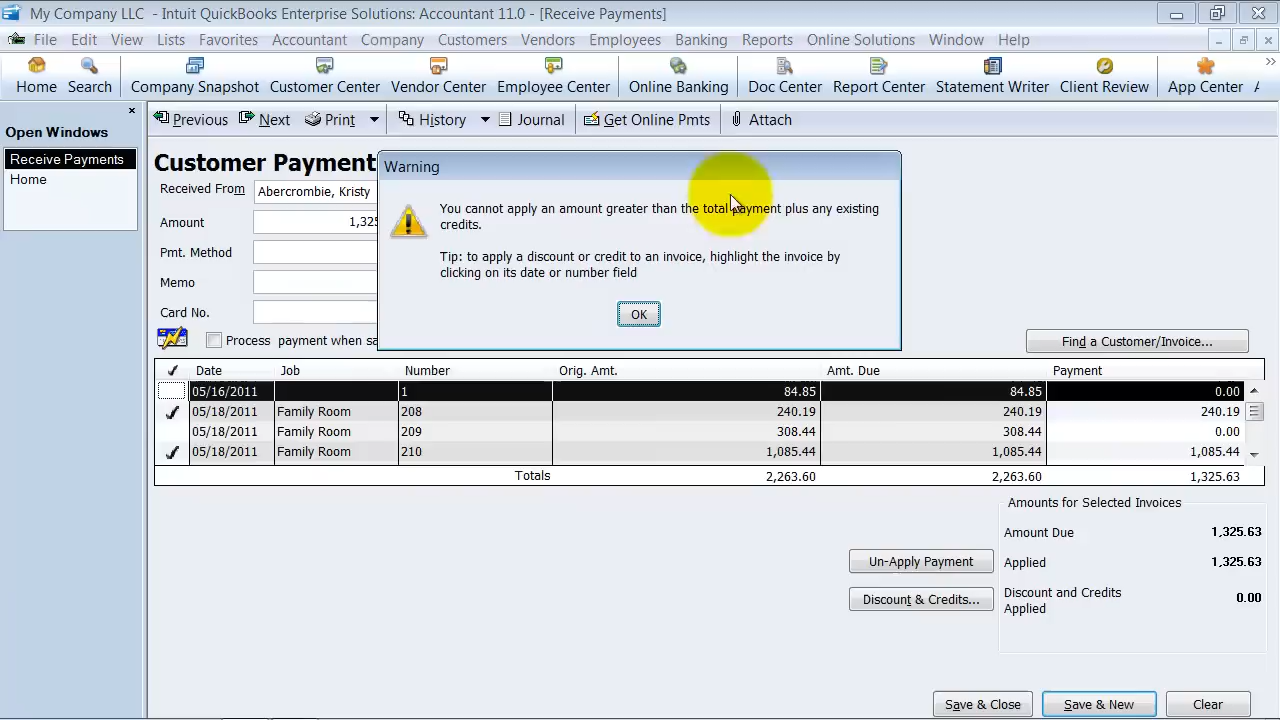 My Company LLC - Intuit QuickBooks Enterprise Solutions: Accountant 11.0 - [Receive Payments]
File Edit View Lists Favorites Accountant Company Customers Vendors Employees Banking Reports Online Solutions Window Help
Home Search Company Snapshot Customer Center Vendor Center Employee Center Online Banking Doc Center Report Center Statement Writer Client Review App Center
Open Windows
Receive Payments
Home
Previous Next Print History Journal Get Online Pmts Attach
Customer Payment
Received From Abercrombie, Kristy
Amount 1,325
Pmt. Method
Memo
Card No.
Process payment when sa
Warning
You cannot apply an amount greater than the total payment plus any existing
credits.
Tip: to apply a discount or credit to an invoice, highlight the invoice by
clicking on its date or number field
OK
Find a Customer/Invoice...
Date Job Number Orig. Amt. Amt. Due Payment
05/16/2011 1 84.85 84.85 0.00
05/18/2011 Family Room 208 240.19 240.19 240.19
05/18/2011 Family Room 209 308.44 308.44 0.00
05/18/2011 Family Room 210 1,085.44 1,085.44 1,085.44
Totals 2,263.60 2,263.60 1,325.63
Amounts for Selected Invoices
Amount Due 1,325.63
Un-Apply Payment
Applied 1,325.63
Discount & Credits...
Discount and Credits
Applied 0.00
Save & Close Save & New Clear